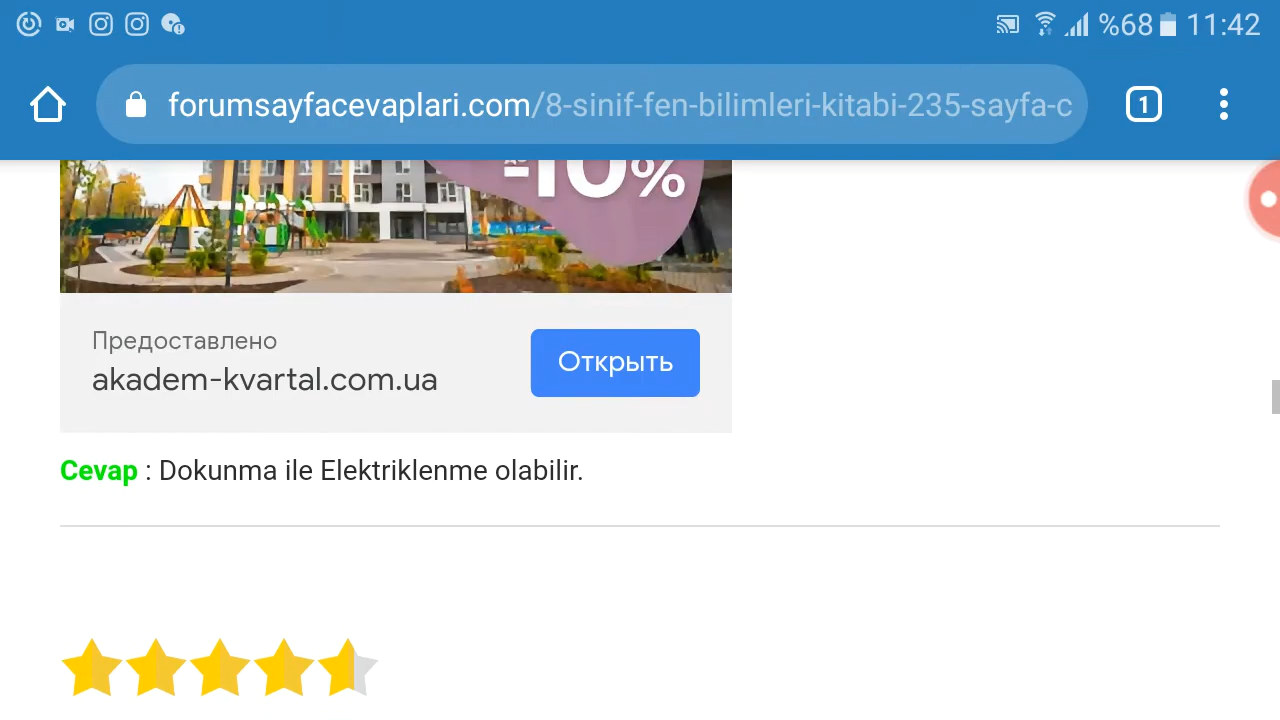 %68 11:42
forumsayfacevaplari.com/8-sinif-fen-bilimleri-kitabi-235-sayfa-c
1
-10%
Предоставлено
akadem-kvartal.com.ua
Открыть
Cevap : Dokunma ile Elektriklenme olabilir.